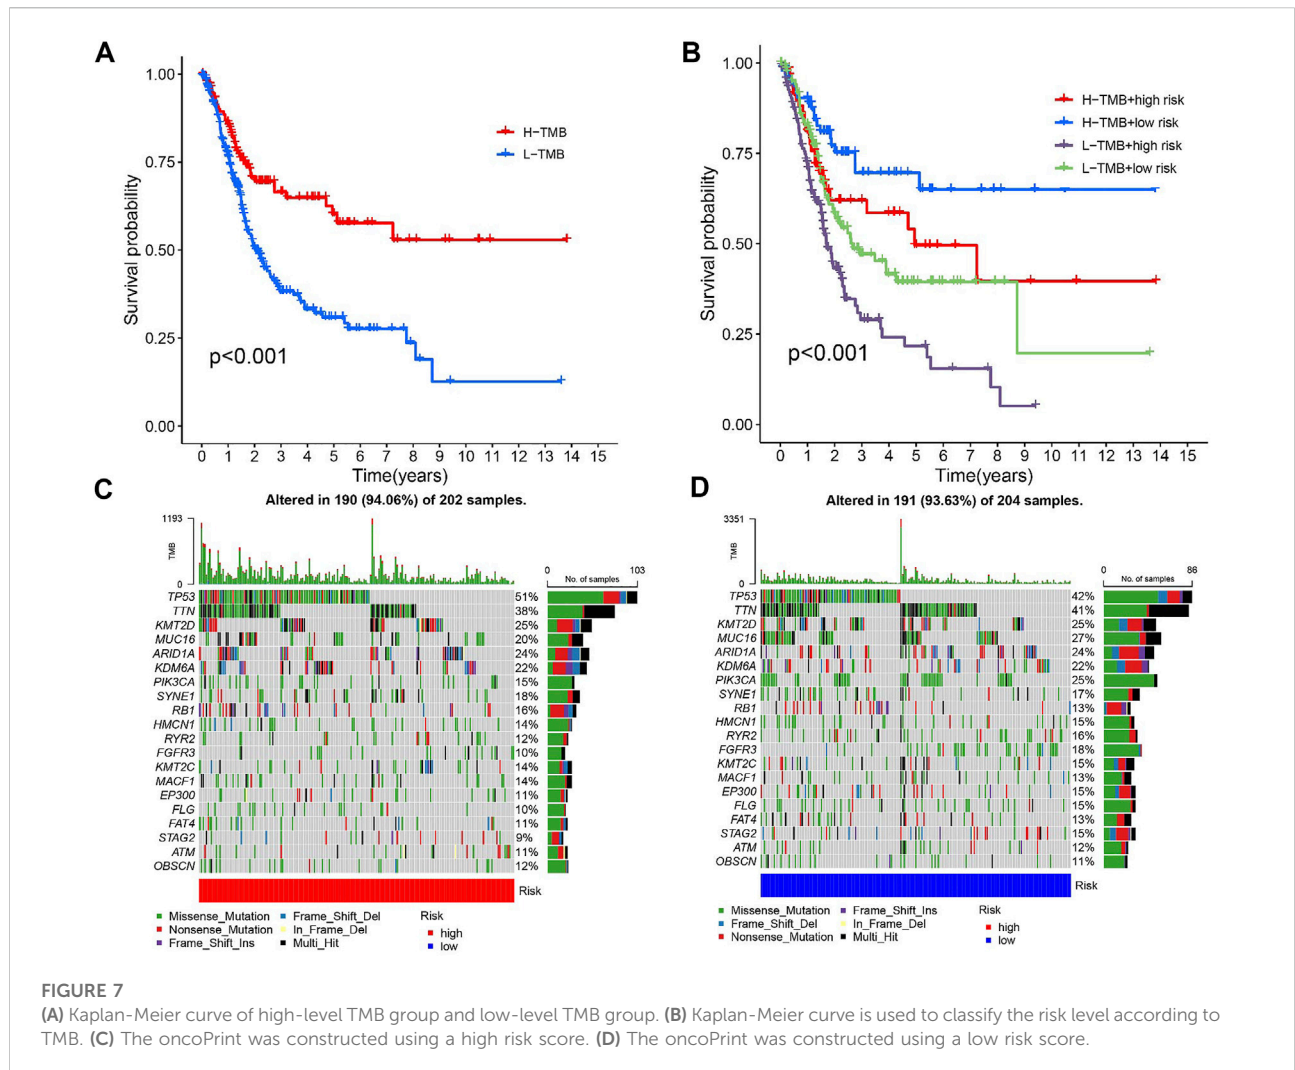 A
1.00
0.75
0.50
0.25
0.00
Survival probability
H-TMB
L-TMB
p<0.001
0 1 2 3 4 5 6 7 8 9 10 11 12 13 14 15
Time(years)
B
1.00
0.75
0.50
0.25
0.00
Survival probability
H-TMB+high risk
H-TMB+low risk
L-TMB+high risk
L-TMB+low risk
p<0.001
0 1 2 3 4 5 6 7 8 9 10 11 12 13 14 15
Time(years)
C
Altered in 190 (94.06%) of 202 samples.
1193
TMB
0
0 103
No. of samples
TP53 51%
TTN 38%
KMT2D 25%
MUC16 20%
ARID1A 24%
KDM6A 22%
PIK3CA 15%
SYNE1 18%
RB1 16%
HMCN1 14%
RYR2 12%
FGFR3 10%
KMT2C 14%
MACF1 14%
EP300 11%
FLG 10%
FAT4 11%
STAG2 9%
ATM 11%
OBSCN 12%
Risk
Missense_Mutation Frame_Shift_Del Risk
Nonsense_Mutation In_Frame_Del high
Frame_Shift_Ins Multi_Hit low
D
Altered in 191 (93.63%) of 204 samples.
3351
TMB
0
0 86
No. of samples
TP53 42%
TTN 41%
KMT2D 25%
MUC16 27%
ARID1A 24%
KDM6A 22%
PIK3CA 25%
SYNE1 17%
RB1 13%
HMCN1 15%
RYR2 16%
FGFR3 18%
KMT2C 15%
MACF1 13%
EP300 15%
FLG 15%
FAT4 13%
STAG2 15%
ATM 12%
OBSCN 11%
Risk
Missense_Mutation Frame_Shift_Ins Risk
Frame_Shift_Del In_Frame_Del high
Nonsense_Mutation Multi_Hit low
FIGURE 7
(A) Kaplan-Meier curve of high-level TMB group and low-level TMB group. (B) Kaplan-Meier curve is used to classify the risk level according to
TMB. (C) The oncoPrint was constructed using a high risk score. (D) The oncoPrint was constructed using a low risk score.